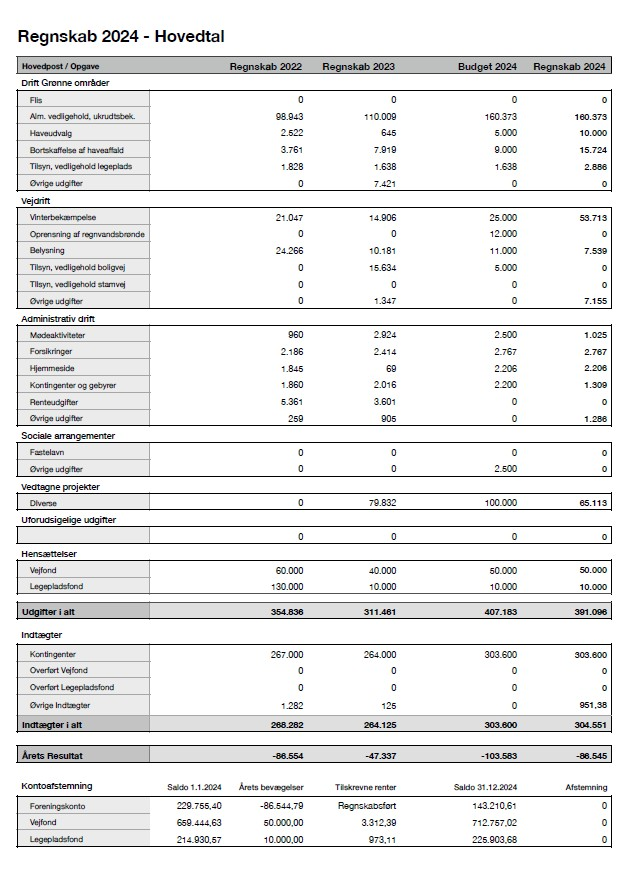 Regnskab 2024 - Hovedtal
Hovedpost / Opgave Regnskab 2022 Regnskab 2023 Budget 2024 Regnskab 2024
Drift Grønne områder
Flis 0 0 0 0
Alm. vedligehold, ukrudtsbek. 98.943 110.009 160.373 160.373
Haveudvalg 2.522 645 5.000 10.000
Bortskaffelse af haveaffald 3.761 7.919 9.000 15.724
Tilsyn, vedligehold legeplads 1.828 1.638 1.638 2.886
Øvrige udgifter 0 7.421 0 0
Vejdrift
Vinterbekæmpelse 21.047 14.906 25.000 53.713
Oprensning af regnvandsbrønde 0 0 12.000 0
Belysning 24.266 10.181 11.000 7.539
Tilsyn, vedligehold boligvej 0 15.634 5.000 0
Tilsyn, vedligehold stamvej 0 0 0 0
Øvrige udgifter 0 1.347 0 7.155
Administrativ drift
Mødeaktiviteter 960 2.924 2.500 1.025
Forsikringer 2.186 2.414 2.767 2.767
Hjemmeside 1.845 69 2.206 2.206
Kontingenter og gebyrer 1.860 2.016 2.200 1.309
Renteudgifter 5.361 3.601 0 0
Øvrige udgifter 259 905 0 1.286
Sociale arrangementer
Fastelavn 0 0 0 0
Øvrige udgifter 0 0 2.500 0
Vedtagne projekter
Diverse 0 79.832 100.000 65.113
Uforudsigelige udgifter
0 0 0 0
Hensættelser
Vejfond 60.000 40.000 50.000 50.000
Legepladsfond 130.000 10.000 10.000 10.000
Udgifter i alt 354.836 311.461 407.183 391.096
Indtægter
Kontingenter 267.000 264.000 303.600 303.600
Overført Vejfond 0 0 0 0
Overført Legepladsfond 0 0 0 0
Øvrige Indtægter 1.282 125 0 951,38
Indtægter i alt 268.282 264.125 303.600 304.551
Årets Resultat -86.554 -47.337 -103.583 -86.545
Kontoafstemning Saldo 1.1.2024 Årets bevægelser Tilskrevne renter Saldo 31.12.2024 Afstemning
Foreningskonto 229.755,40 -86.544,79 Regnskabsført 143.210,61 0
Vejfond 659.444,63 50.000,00 3.312,39 712.757,02 0
Legepladsfond 214.930,57 10.000,00 973,11 225.903,68 0